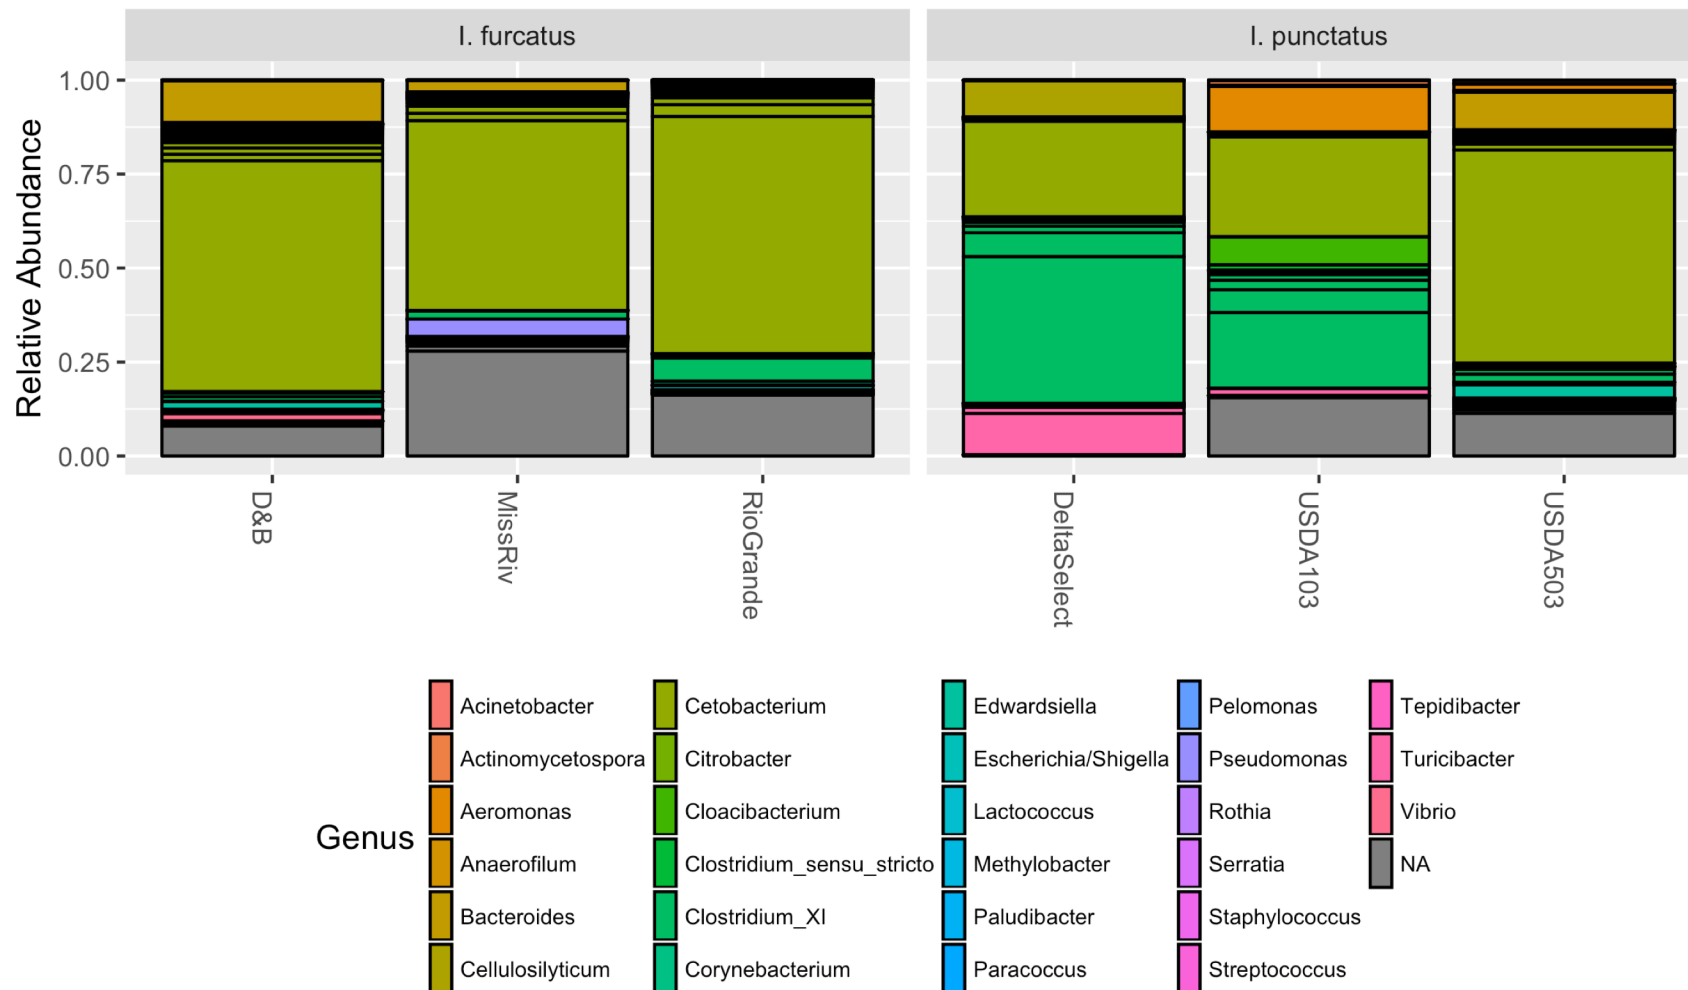 I. furcatus I. punctatus
1.00
0.75
0.50
0.25
0.00
Relative Abundance
D&B MissRiv RioGrande DeltaSelect USDA103 USDA503
Genus
Acinetobacter Cetobacterium Edwardsiella Pelomonas Tepidibacter
Actinomycetospora Citrobacter Escherichia/Shigella Pseudomonas Turicibacter
Aeromonas Cloacibacterium Lactococcus Rothia Vibrio
Anaerofilum Clostridium_sensu_stricto Methylobacter Serratia NA
Bacteroides Clostridium_XI Paludibacter Staphylococcus
Cellulosilyticum Corynebacterium Paracoccus Streptococcus